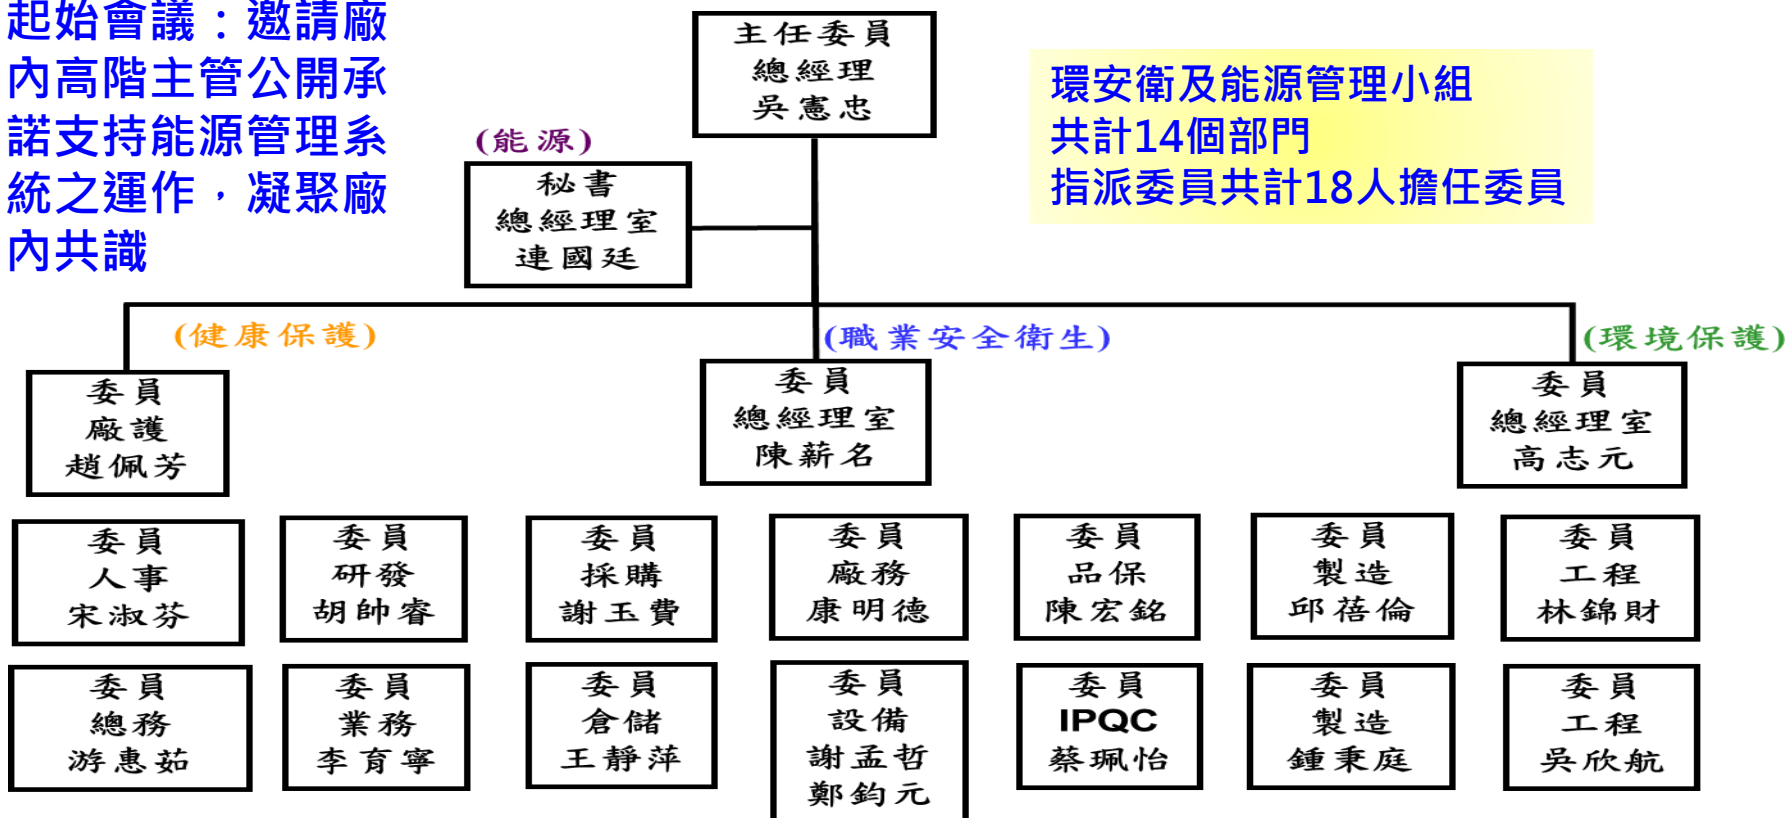 起始會議：邀請廠
內高階主管公開承
諾支持能源管理系
統之運作，凝聚廠
內共識
主任委員
總經理
吳憲忠
環安衛及能源管理小組
共計14個部門
指派委員共計18人擔任委員
(能源)
秘書
總經理室
連國廷
(健康保護)
(職業安全衛生)
(環境保護)
委員
廠護
趙佩芳
委員
總經理室
陳薪名
委員
總經理室
高志元
委員
人事
宋淑芬
委員
研發
胡帥睿
委員
採購
謝玉費
委員
廠務
康明德
委員
品保
陳宏銘
委員
製造
邱蓓倫
委員
工程
林錦財
委員
總務
游惠茹
委員
業務
李育寧
委員
倉儲
王靜萍
委員
設備
謝孟哲
鄭鈞元
委員
IPQC
蔡珮怡
委員
製造
鍾秉庭
委員
工程
吳欣航